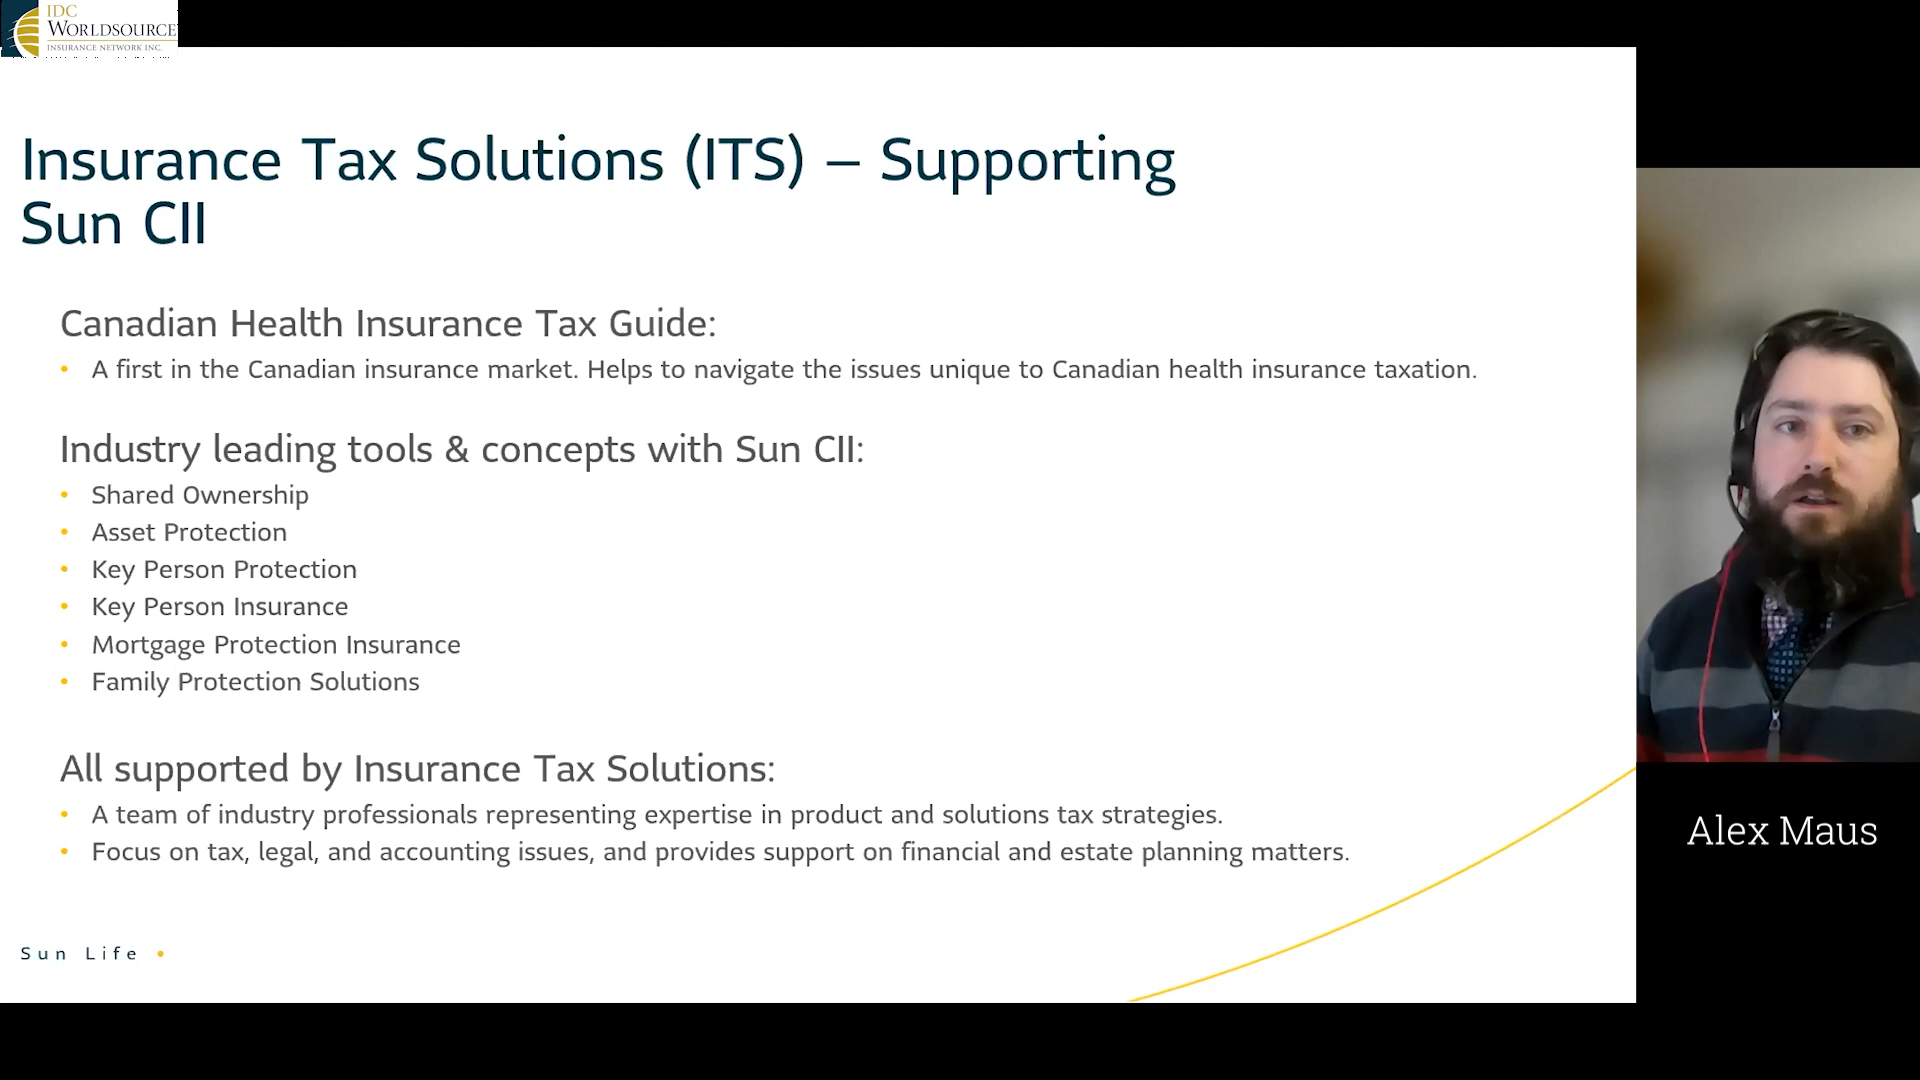 IDC
WORLDSOURCE
INSURANCE NETWORK INC.
Insurance Tax Solutions (ITS) – Supporting
Sun CII
Canadian Health Insurance Tax Guide:
• A first in the Canadian insurance market. Helps to navigate the issues unique to Canadian health insurance taxation.
Industry leading tools & concepts with Sun CII:
• Shared Ownership
• Asset Protection
• Key Person Protection
• Key Person Insurance
• Mortgage Protection Insurance
• Family Protection Solutions
All supported by Insurance Tax Solutions:
• A team of industry professionals representing expertise in product and solutions tax strategies.
• Focus on tax, legal, and accounting issues, and provides support on financial and estate planning matters.
Sun Life
Alex Maus